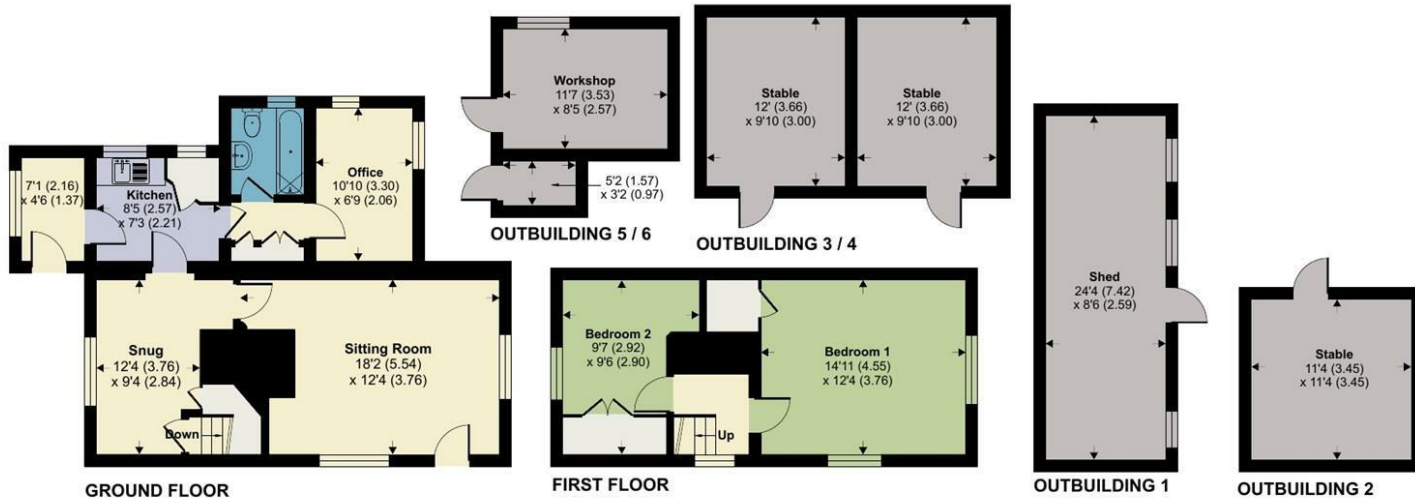 7'1 (2.16)
x 4'6 (1.37)
Kitchen
8'5 (2.57)
x 7'3 (2.21)
Office
10'10 (3.30)
x 6'9 (2.06)
Snug
12'4 (3.76)
x 9'4 (2.84)
Down
Sitting Room
18'2 (5.54)
x 12'4 (3.76)
GROUND FLOOR
Workshop
11'7 (3.53)
x 8'5 (2.57)
5'2 (1.57)
x 3'2 (0.97)
OUTBUILDING 5 / 6
Stable
12' (3.66)
x 9'10 (3.00)
Stable
12' (3.66)
x 9'10 (3.00)
OUTBUILDING 3 / 4
Bedroom 2
9'7 (2.92)
x 9'6 (2.90)
Bedroom 1
14'11 (4.55)
x 12'4 (3.76)
Up
FIRST FLOOR
Shed
24'4 (7.42)
x 8'6 (2.59)
OUTBUILDING 1
Stable
11'4 (3.45)
x 11'4 (3.45)
OUTBUILDING 2